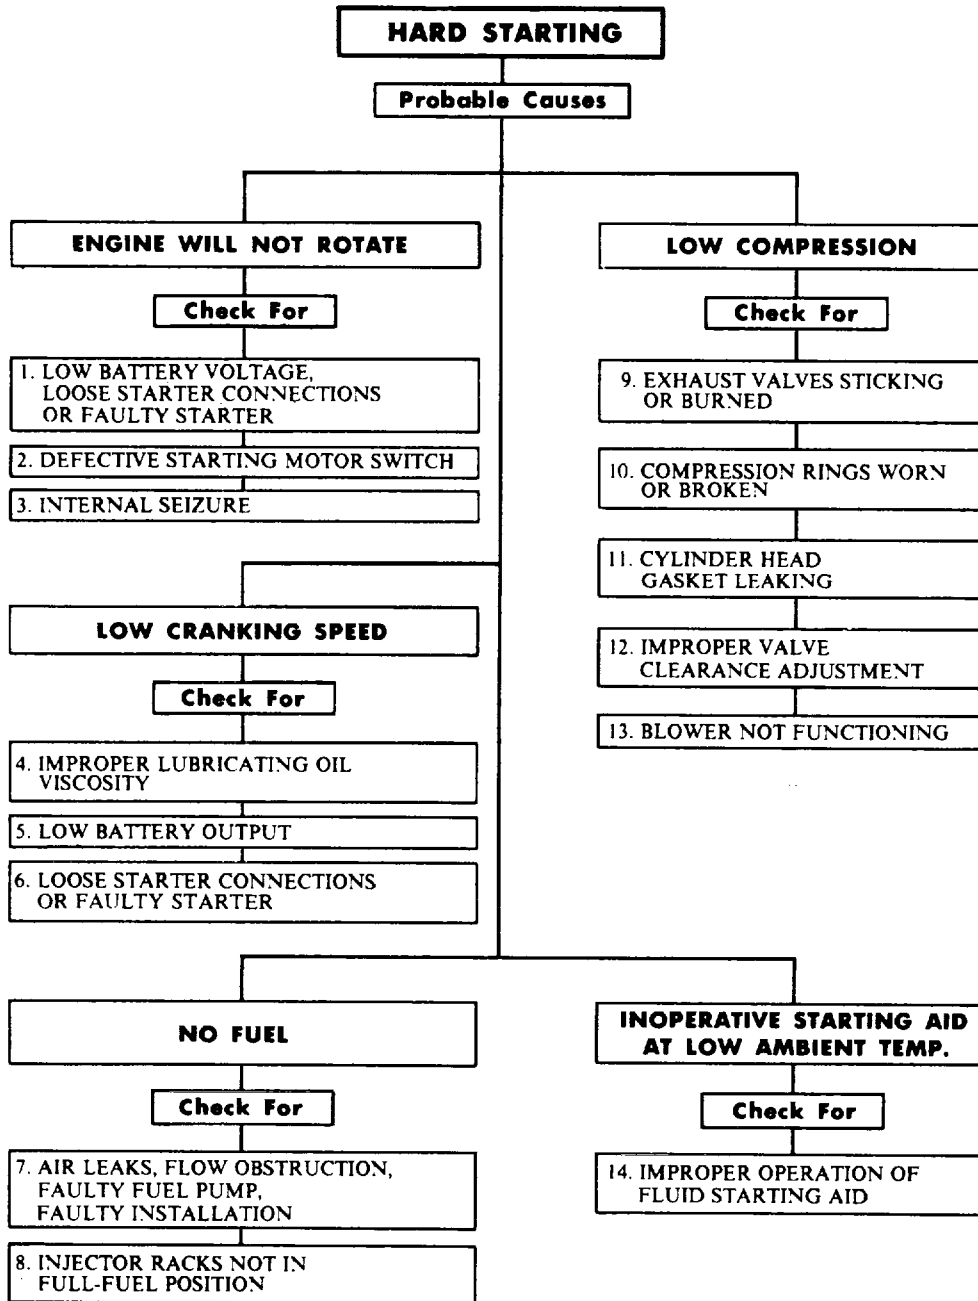 HARD STARTING
Probable Causes
ENGINE WILL NOT ROTATE
Check For
1. LOW BATTERY VOLTAGE,
LOOSE STARTER CONNECTIONS
OR FAULTY STARTER
2. DEFECTIVE STARTING MOTOR SWITCH
3. INTERNAL SEIZURE
LOW CRANKING SPEED
Check For
4. IMPROPER LUBRICATING OIL
VISCOSITY
5. LOW BATTERY OUTPUT
6. LOOSE STARTER CONNECTIONS
OR FAULTY STARTER
NO FUEL
Check For
7. AIR LEAKS, FLOW OBSTRUCTION,
FAULTY FUEL PUMP,
FAULTY INSTALLATION
8. INJECTOR RACKS NOT IN
FULL-FUEL POSITION
LOW COMPRESSION
Check For
9. EXHAUST VALVES STICKING
OR BURNED
10. COMPRESSION RINGS WORN
OR BROKEN
11. CYLINDER HEAD
GASKET LEAKING
12. IMPROPER VALVE
CLEARANCE ADJUSTMENT
13. BLOWER NOT FUNCTIONING
INOPERATIVE STARTING AID
AT LOW AMBIENT TEMP.
Check For
14. IMPROPER OPERATION OF
FLUID STARTING AID